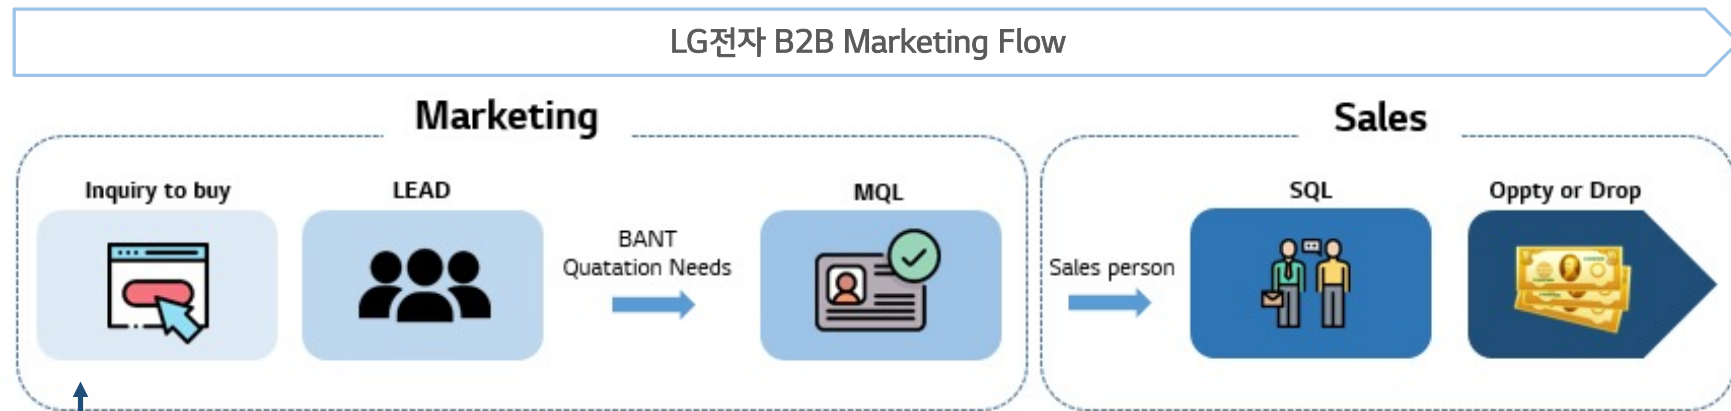 LG전자 B2B Marketing Flow
Marketing
Sales
Inquiry to buy
LEAD
BANT
Quatation Needs
MQL
Sales person
SQL
Oppty or Drop